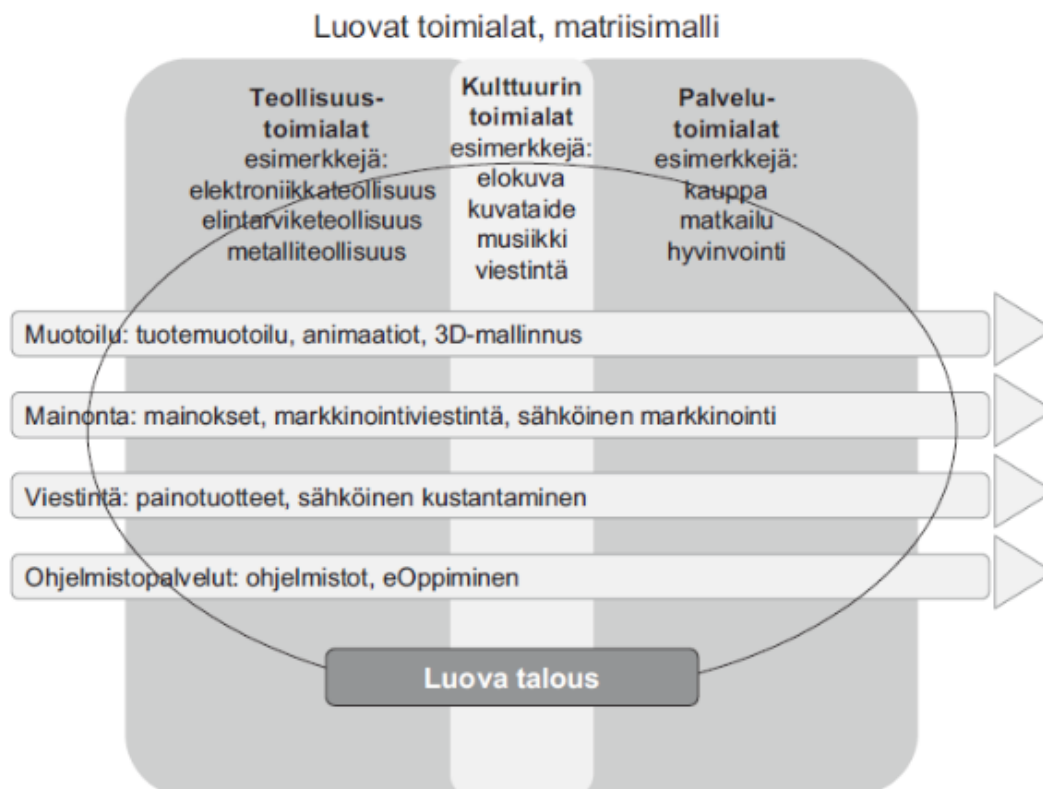 Luovat toimialat, matriisimalli
Teollisuus-
toimialat
esimerkkejä:
elektroniikkateollisuus
elintarviketeollisuus
metalliteollisuus
Kulttuurin
toimialat
esimerkkejä:
elokuva
kuvataide
musiikki
viestintä
Palvelu-
toimialat
esimerkkejä:
kauppa
matkailu
hyvinvointi
Muotoilu: tuotemuotoilu, animaatiot, 3D-mallinnus
Mainonta: mainokset, markkinointiviestintä, sähköinen markkinointi
Viestintä: painotuotteet, sähköinen kustantaminen
Ohjelmistopalvelut: ohjelmistot, eOppiminen
Luova talous